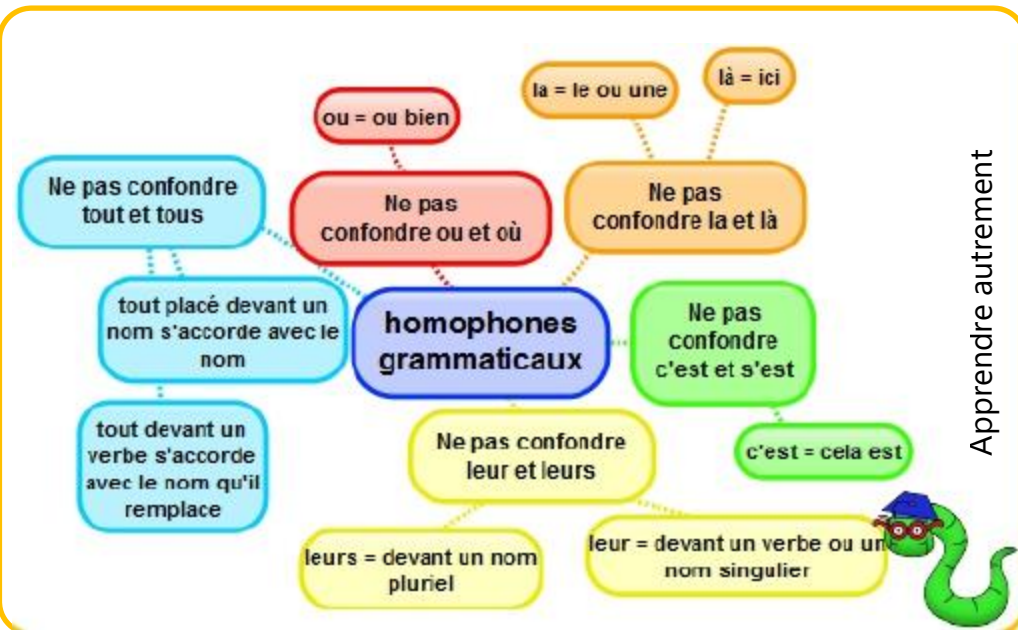 la = le ou une
là = ici
ou = ou bien
Ne pas confondre
tout et tous
Ne pas
confondre ou et où
Ne pas
confondre la et là
tout placé devant un
nom s'accorde avec le
nom
homophones
grammaticaux
Ne pas
confondre
c'est et s'est
tout devant un
verbe s'accorde
avec le nom qu'il
remplace
Ne pas confondre
leur et leurs
c'est = cela est
leurs = devant un nom
pluriel
leur = devant un verbe ou un
nom singulier
Apprendre autrement